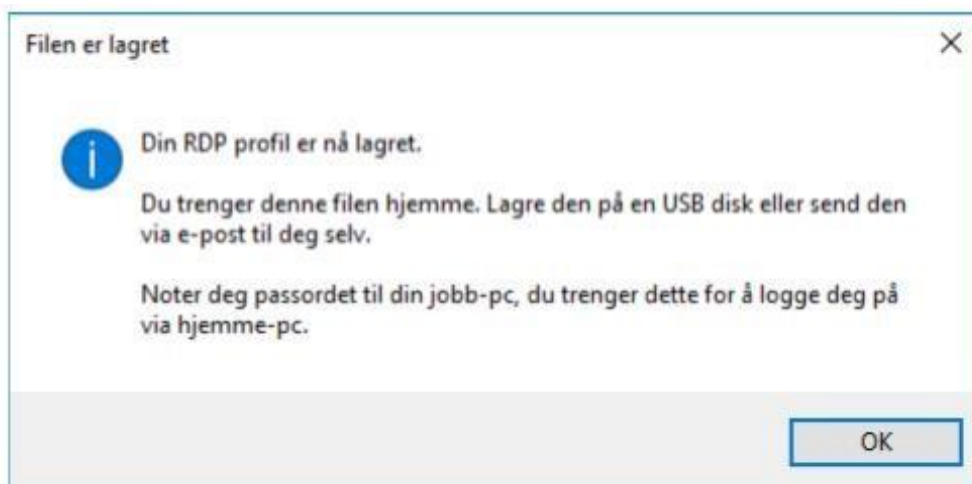 Filen er lagret
Din RDP profil er nå lagret.
Du trenger denne filen hjemme. Lagre den på en USB disk eller send den
via e-post til deg selv.
Noter deg passordet til din jobb-pc, du trenger dette for å logge deg på
via hjemme-pc.
OK